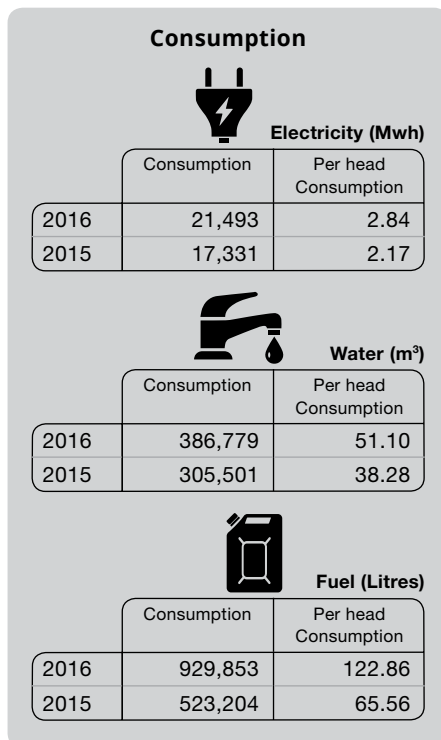 Consumption
Electricity (Mwh)
Consumption Per head Consumption
2016 21,493 2.84
2015 17,331 2.17
Water (m³)
Consumption Per head Consumption
2016 386,779 51.10
2015 305,501 38.28
Fuel (Litres)
Consumption Per head Consumption
2016 929,853 122.86
2015 523,204 65.56